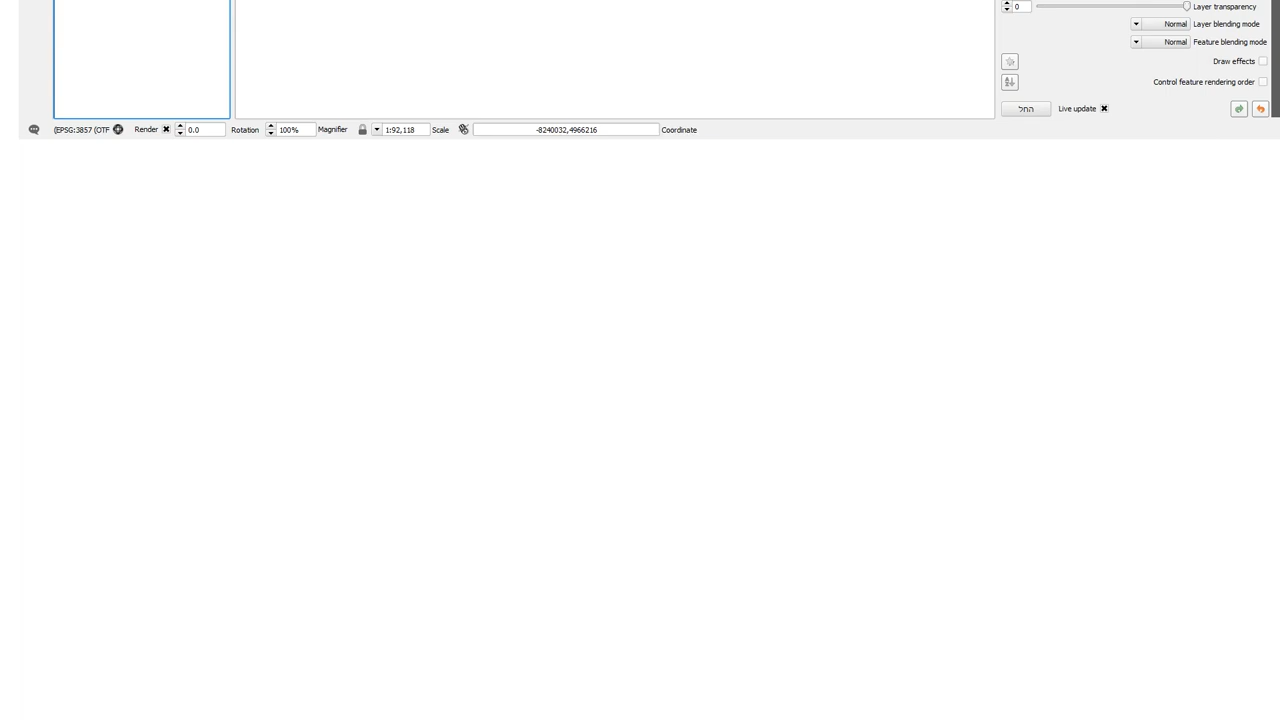 0 Layer transparency
Normal Layer blending mode
Normal Feature blending mode
Draw effects
Control feature rendering order
החל Live update
(EPSG:3857 (OTF Render 0.0 Rotation 100% Magnifier 1:92,118 Scale -8240032,4966216 Coordinate